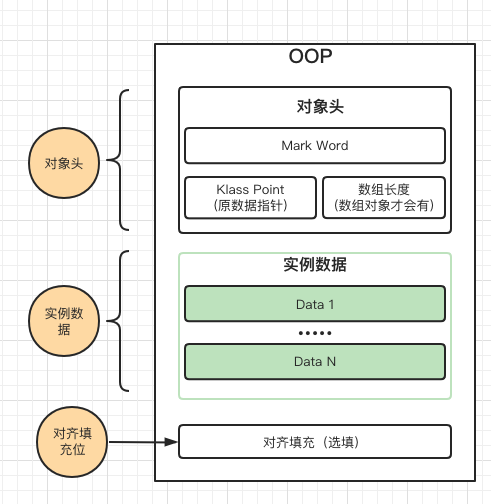 OOP
对象头
对象头
Mark Word
Klass Point
(原数据指针)
数组长度
(数组对象才会有)
实例数据
实例数
据
Data 1
•••••
Data N
对齐填
充位
对齐填充（选填）